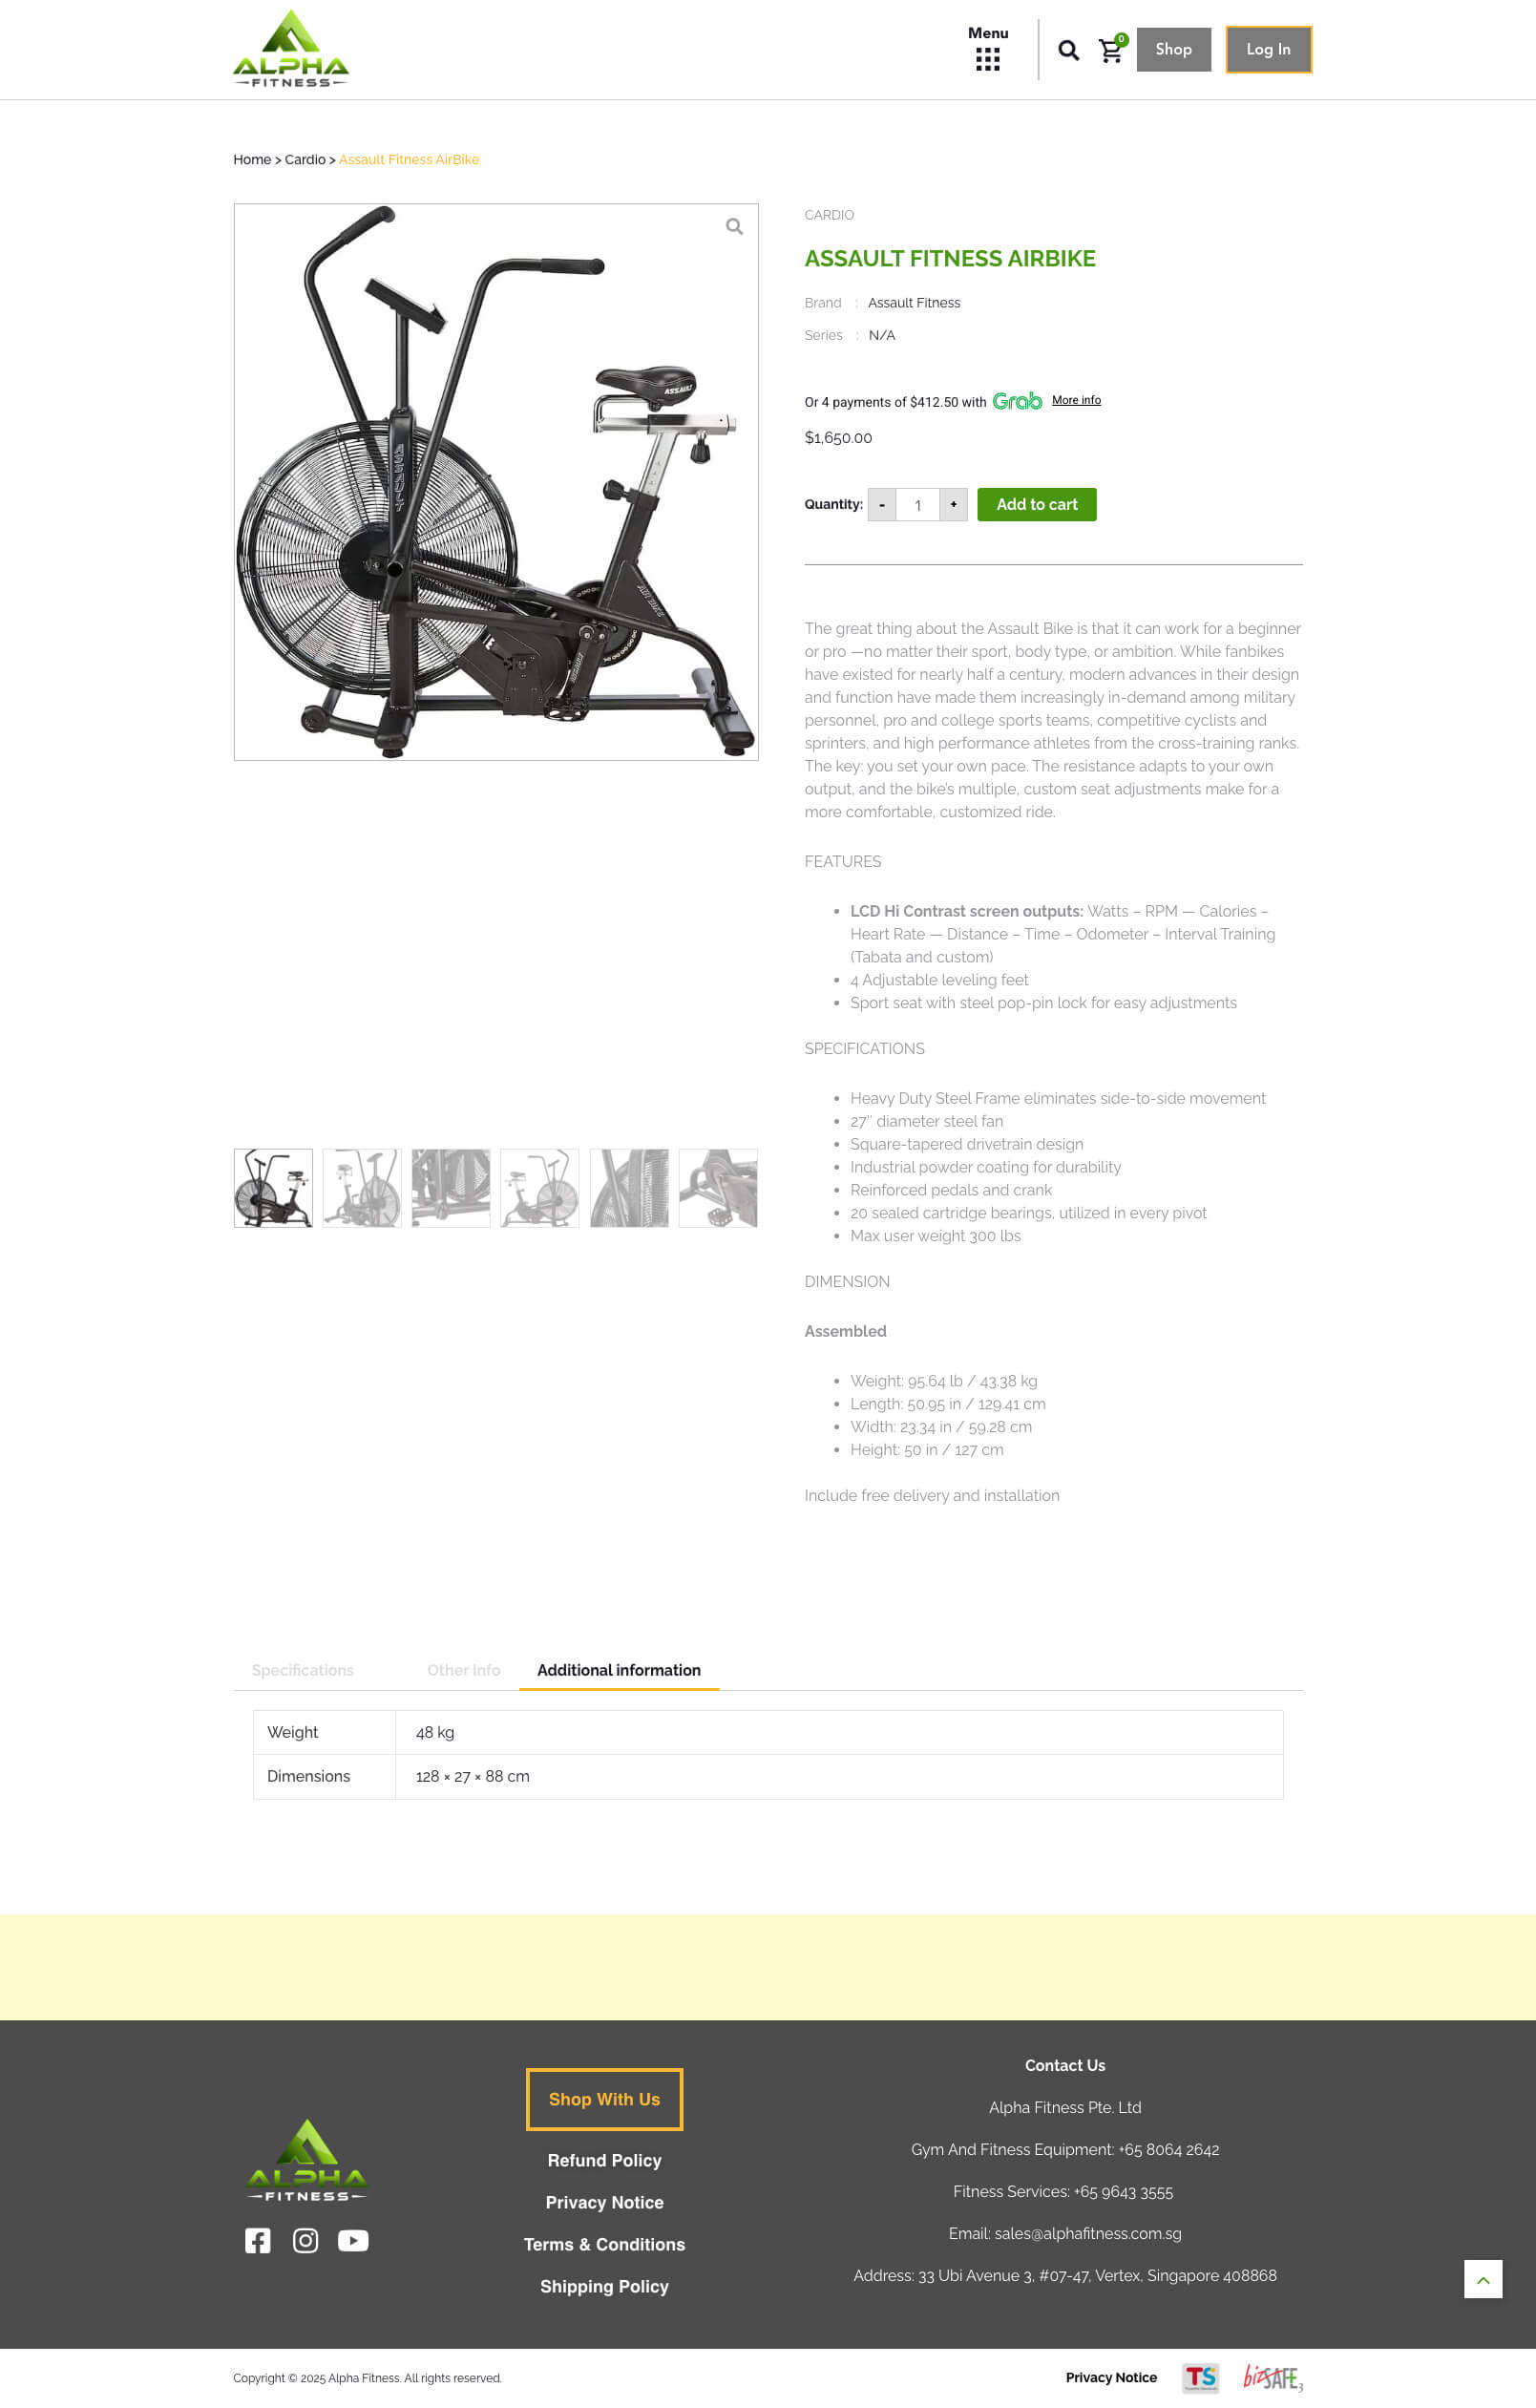 ALPHA
FITNESS
Menu
0
Shop
Log In
Home > Cardio > Assault Fitness AirBike
ASSAULT
ASSAULT
AIR BIKE
CARDIO
ASSAULT FITNESS AIRBIKE
Brand : Assault Fitness
Series : N/A
Or 4 payments of $412.50 with Grab More info
$1,650.00
Quantity: - 1 + Add to cart
The great thing about the Assault Bike is that it can work for a beginner
or pro —no matter their sport, body type, or ambition. While fanbikes
have existed for nearly half a century, modern advances in their design
and function have made them increasingly in-demand among military
personnel, pro and college sports teams, competitive cyclists and
sprinters, and high performance athletes from the cross-training ranks.
The key: you set your own pace. The resistance adapts to your own
output, and the bike’s multiple, custom seat adjustments make for a
more comfortable, customized ride.
FEATURES
• LCD Hi Contrast screen outputs: Watts – RPM — Calories –
Heart Rate — Distance – Time – Odometer – Interval Training
(Tabata and custom)
• 4 Adjustable leveling feet
• Sport seat with steel pop-pin lock for easy adjustments
SPECIFICATIONS
• Heavy Duty Steel Frame eliminates side-to-side movement
• 27″ diameter steel fan
• Square-tapered drivetrain design
• Industrial powder coating for durability
• Reinforced pedals and crank
• 20 sealed cartridge bearings, utilized in every pivot
• Max user weight 300 lbs
DIMENSION
Assembled
• Weight: 95.64 lb / 43.38 kg
• Length: 50.95 in / 129.41 cm
• Width: 23.34 in / 59.28 cm
• Height: 50 in / 127 cm
Include free delivery and installation
Specifications
Other Info
Additional information
Weight 48 kg
Dimensions 128 × 27 × 88 cm
ALPHA
FITNESS
Shop With Us
Refund Policy
Privacy Notice
Terms & Conditions
Shipping Policy
Contact Us
Alpha Fitness Pte. Ltd
Gym And Fitness Equipment: +65 8064 2642
Fitness Services: +65 9643 3555
Email: sales@alphafitness.com.sg
Address: 33 Ubi Avenue 3, #07-47, Vertex, Singapore 408868
Copyright © 2025 Alpha Fitness. All rights reserved.
Privacy Notice
TS
bizSAFE 3